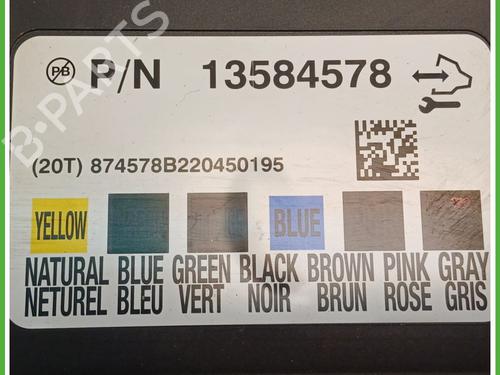 PB P/N 13584578
(20T) 874578B220450195
YELLOW BLUE
NATURAL BLUE GREEN BLACK BROWN PINK GRAY
NETUREL BLEU VERT NOIR BRUN ROSE GRIS
B-PARTS